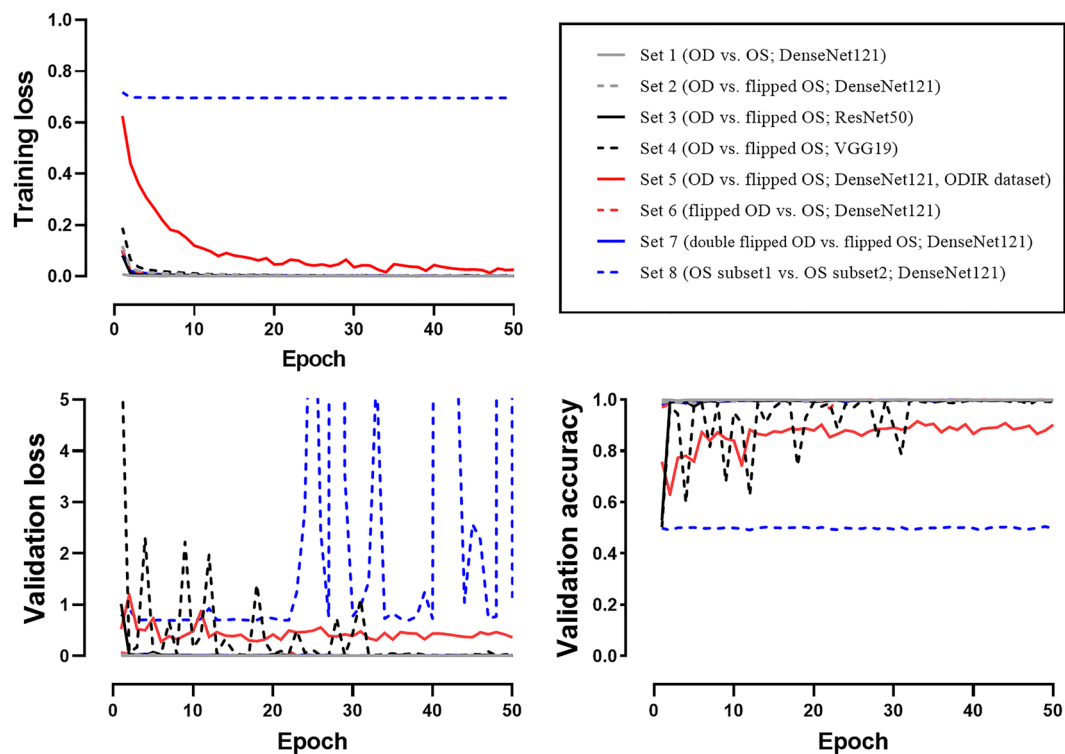 Training loss
1.0
0.8
0.6
0.4
0.2
0.0
0 10 20 30 40 50
Epoch
Set 1 (OD vs. OS; DenseNet121)
Set 2 (OD vs. flipped OS; DenseNet121)
Set 3 (OD vs. flipped OS; ResNet50)
Set 4 (OD vs. flipped OS; VGG19)
Set 5 (OD vs. flipped OS; DenseNet121, ODIR dataset)
Set 6 (flipped OD vs. OS; DenseNet121)
Set 7 (double flipped OD vs. flipped OS; DenseNet121)
Set 8 (OS subset1 vs. OS subset2; DenseNet121)
Validation loss
5
4
3
2
1
0
0 10 20 30 40 50
Epoch
Validation accuracy
1.0
0.8
0.6
0.4
0.2
0.0
0 10 20 30 40 50
Epoch